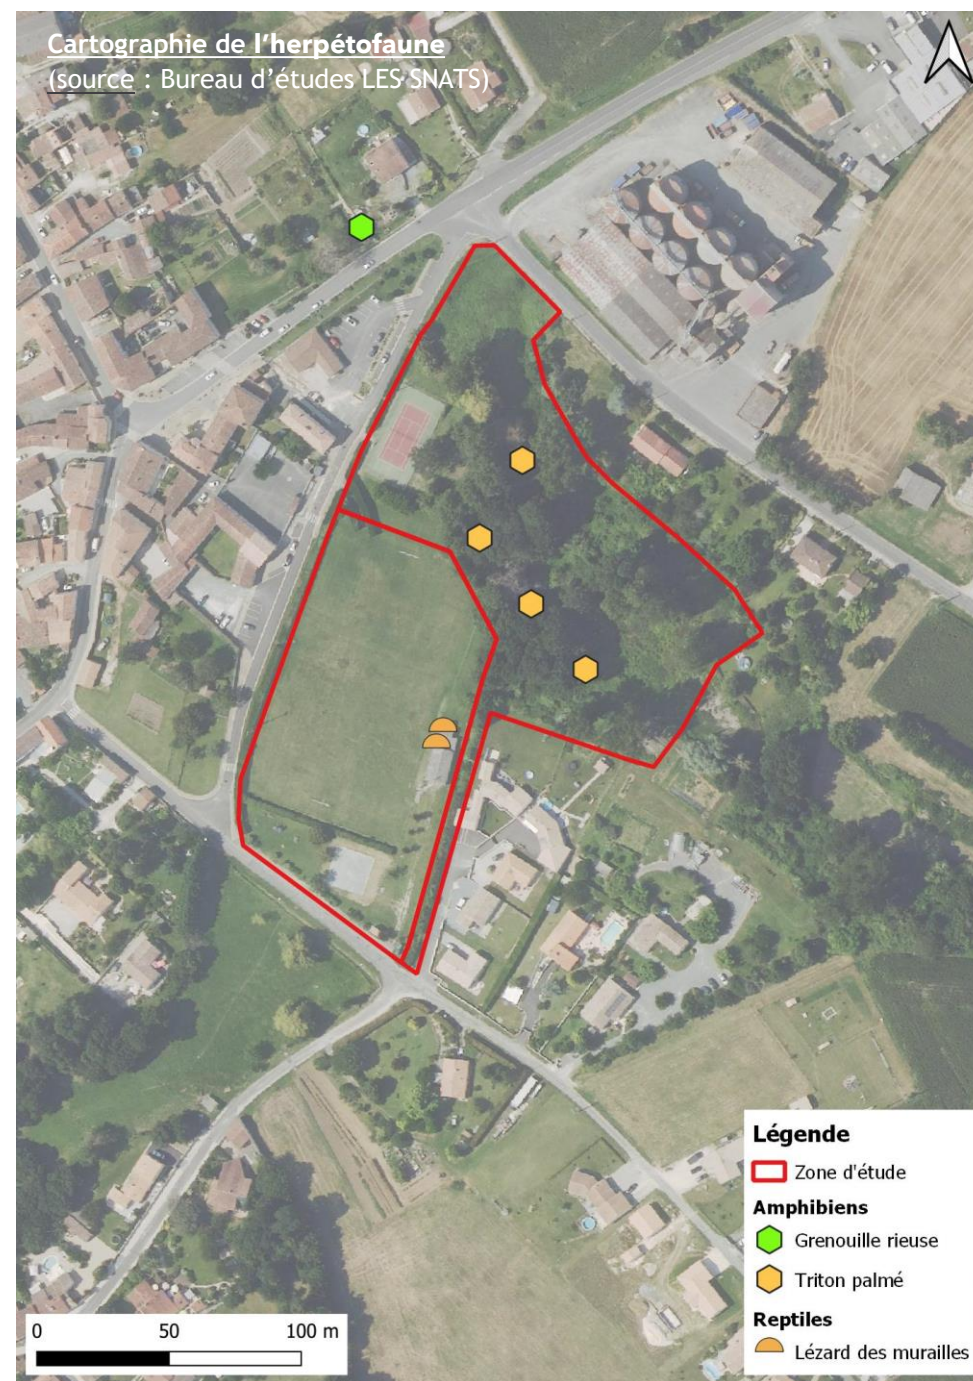 Cartographie de l’herpétofaune
(source : Bureau d’études LES SNATS)
Légende
Zone d'étude
Amphibiens
Grenouille rieuse
Triton palmé
Reptiles
Lézard des murailles
0 50 100 m